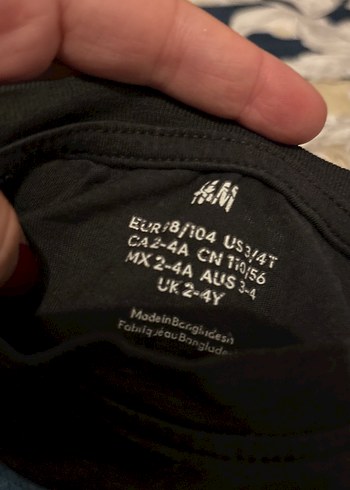 H&M
EUR 98/104 US 3/4T
CA 2-4A CN 110/56
MX 2-4A AUS 3-4
UK 2-4Y
Made in Bangladesh
Fabriqué au Bangladesh